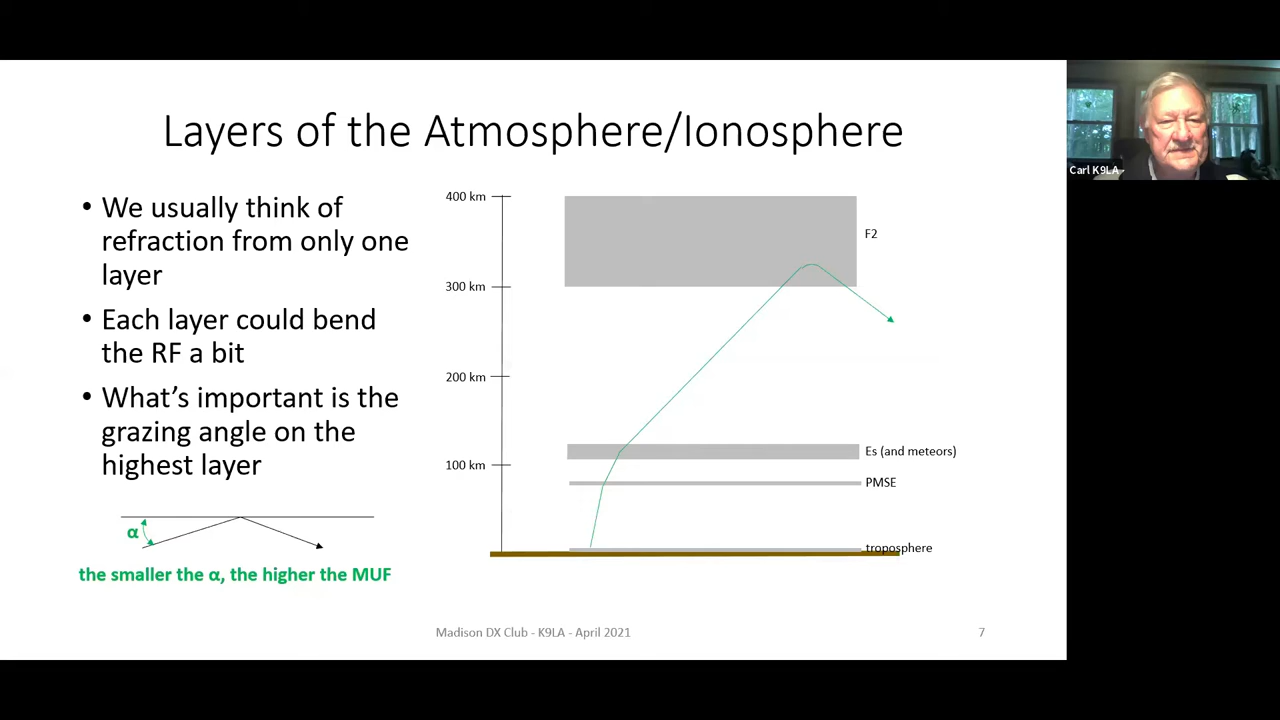 Layers of the Atmosphere/Ionosphere
Carl K9LA
• We usually think of
refraction from only one
layer
• Each layer could bend
the RF a bit
• What's important is the
grazing angle on the
highest layer
α
the smaller the α, the higher the MUF
400 km
300 km
200 km
100 km
F2
Es (and meteors)
PMSE
troposphere
Madison DX Club - K9LA - April 2021
7